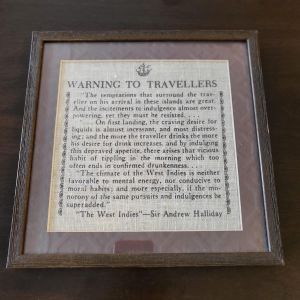 WARNING TO TRAVELLERS
"The temptations that surround the trav-
eller on his arrival in these islands are great.
And the incitements to indulgence almost over-
powering, yet they must be resisted. . . .
"— On first landing, the craving desire for
liquids is almost incessant, and most distress-
ing; and the more the traveller drinks the more
his desire for drink increases, and by indulging
this depraved appetite, there arises that vicious
habit of tippling in the morning which too
often ends in confirmed drunkenness. . . .
"The climate of the West Indies is neither
favorable to mental energy, nor conducive to
moral habits; and more especially, if the mo-
notony of the same pursuits and indulgences be
superadded."
"The West Indies"—Sir Andrew Halliday